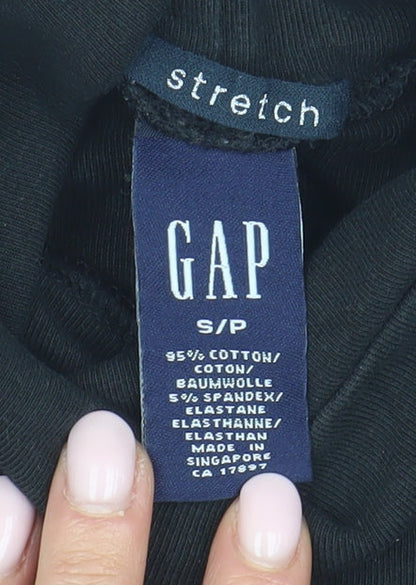 stretch
GAP
S/P
95% COTTON/
COTON/
BAUMWOLLE
5% SPANDEX/
ELASTANE
ELASTHANNE/
ELASTHAN
MADE IN
SINGAPORE
CA 17897